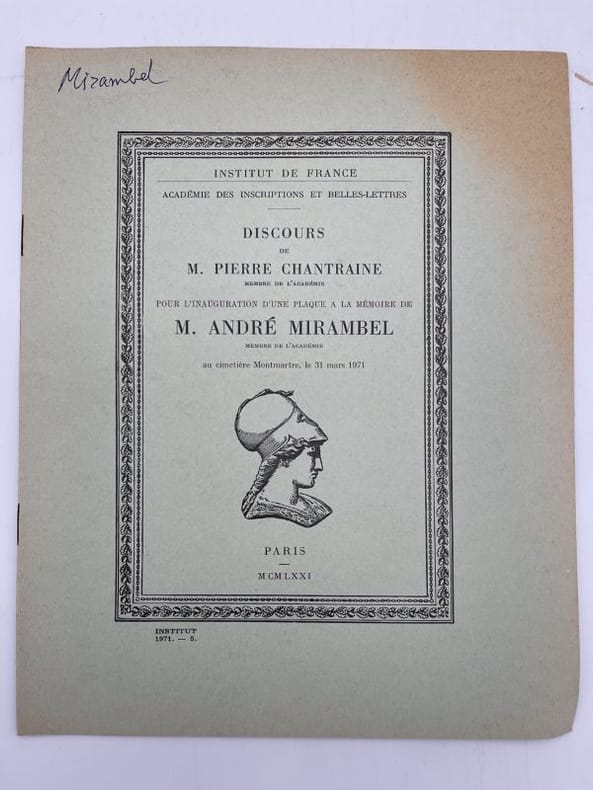 Mirambel
INSTITUT DE FRANCE
ACADÉMIE DES INSCRIPTIONS ET BELLES-LETTRES
DISCOURS
DE
M. PIERRE CHANTRAINE
MEMBRE DE L'ACADÉMIE
POUR L'INAUGURATION D'UNE PLAQUE A LA MÉMOIRE DE
M. ANDRÉ MIRAMBEL
MEMBRE DE L'ACADÉMIE
au cimetière Montmartre, le 31 mars 1971
PARIS
MCMLXXI
INSTITUT
1971. — 5.